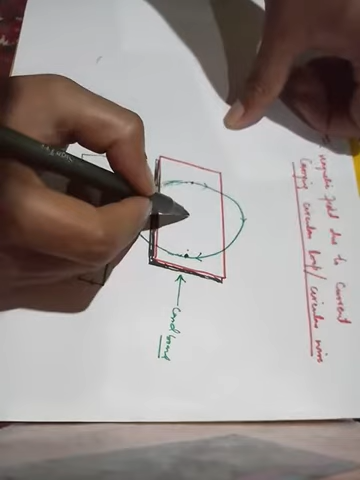 Magnetic field due to current
Carrying circular loop/circular wire
Cardboard